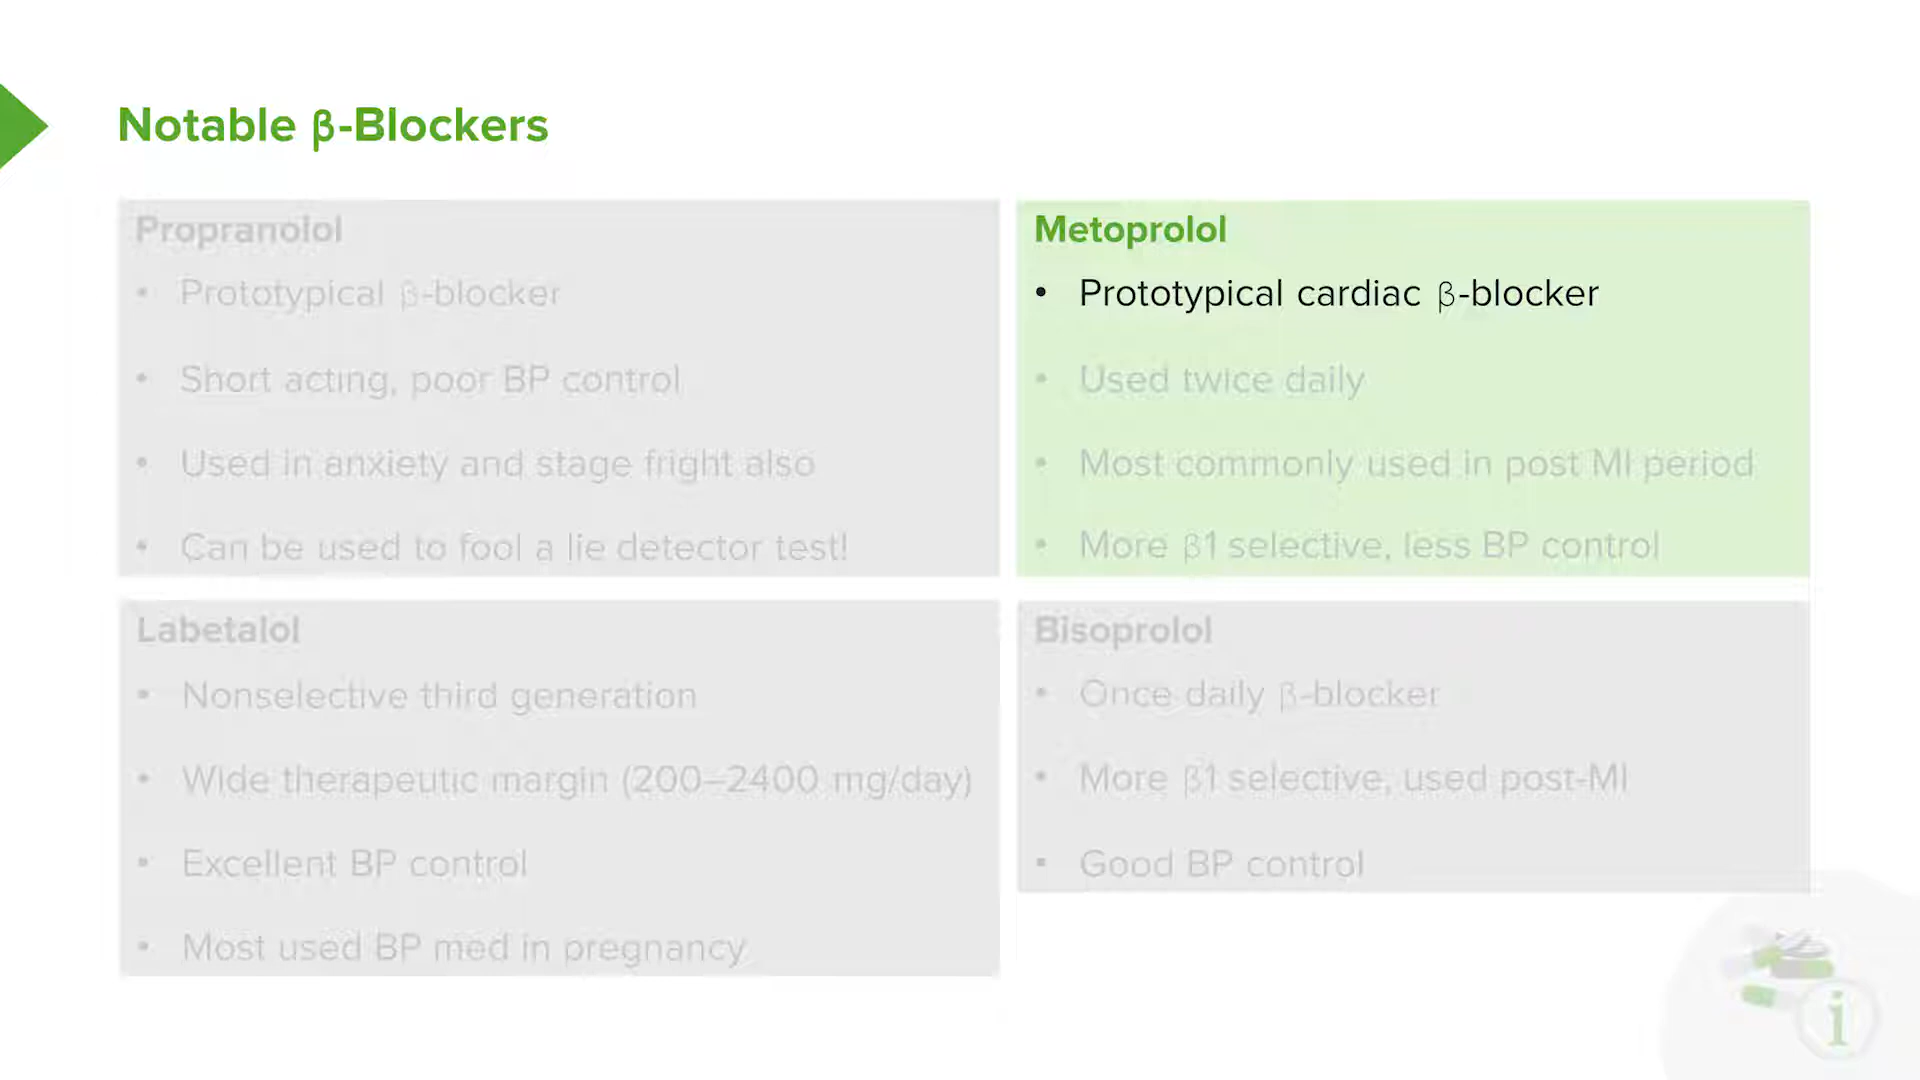 Notable β-Blockers
Propranolol
• Prototypical β-blocker
• Short acting, poor BP control
• Used in anxiety and stage fright also
• Can be used to fool a lie detector test!
Metoprolol
• Prototypical cardiac β-blocker
• Used twice daily
• Most commonly used in post MI period
• More β1 selective, less BP control
Labetalol
• Nonselective third generation
• Wide therapeutic margin (200–2400 mg/day)
• Excellent BP control
• Most used BP med in pregnancy
Bisoprolol
• Once daily β-blocker
• More β1 selective, used post-MI
• Good BP control
i